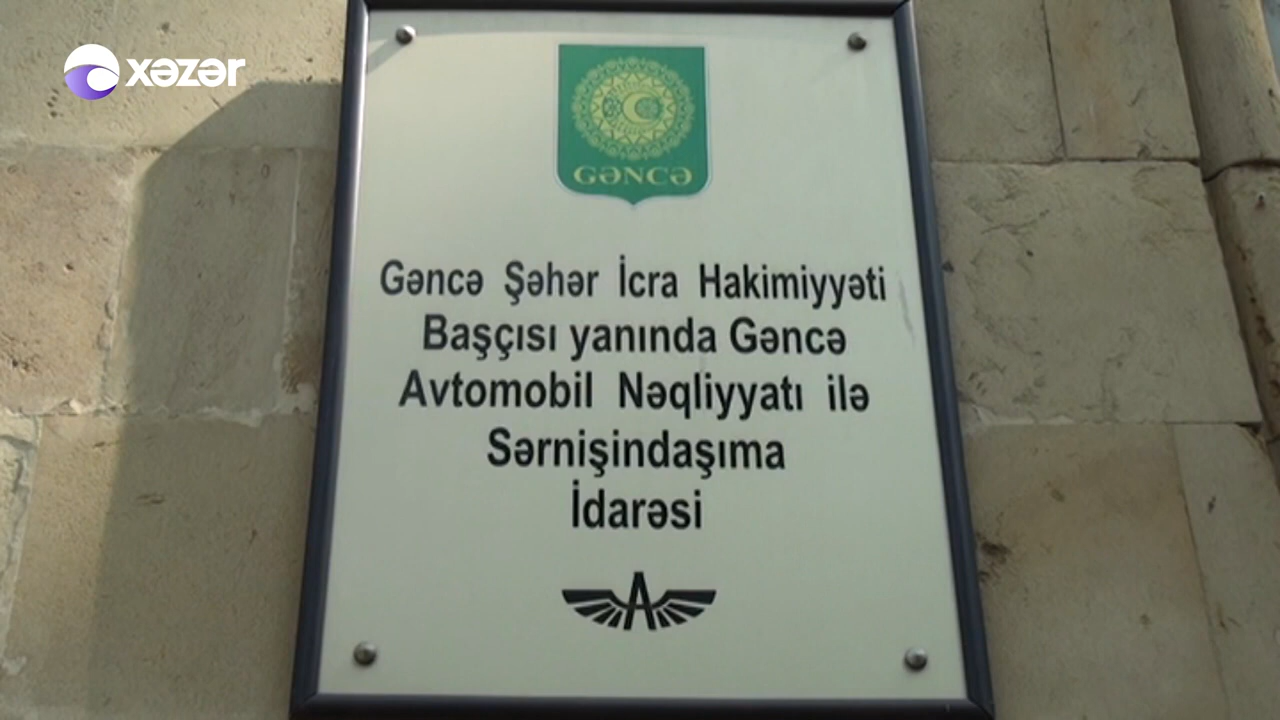 xəzər
GƏNCƏ
Gəncə Şəhər İcra Hakimiyyəti
Başçısı yanında Gəncə
Avtomobil Nəqliyyatı ilə
Sərnişindaşıma
İdarəsi
A